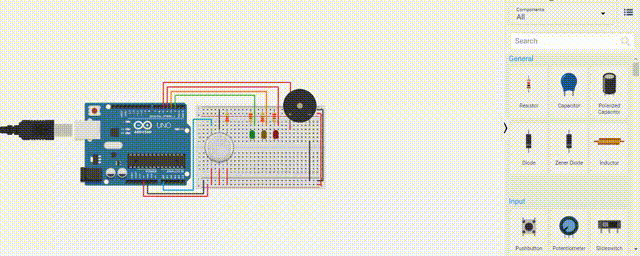 Components
All
Search
General
Resistor
Capacitor
Polarized
Capacitor
Diode
Zener Diode
Inductor
Input
Pushbutton
Potentiometer
Slideswitch
UNO